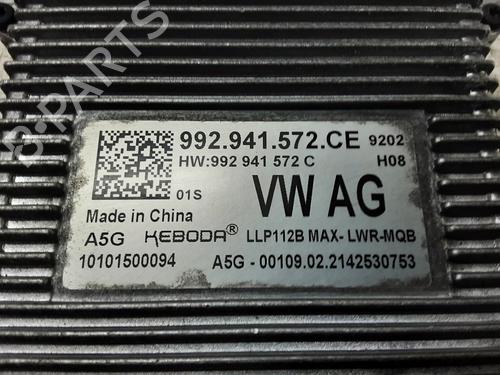 992.941.572.CE 9202
HW:992 941 572 C H08
01S VW AG
Made in China
A5G KEBODA® LLP112B MAX- LWR-MQB
10101500094 A5G - 00109.02.2142530753
B-PARTS